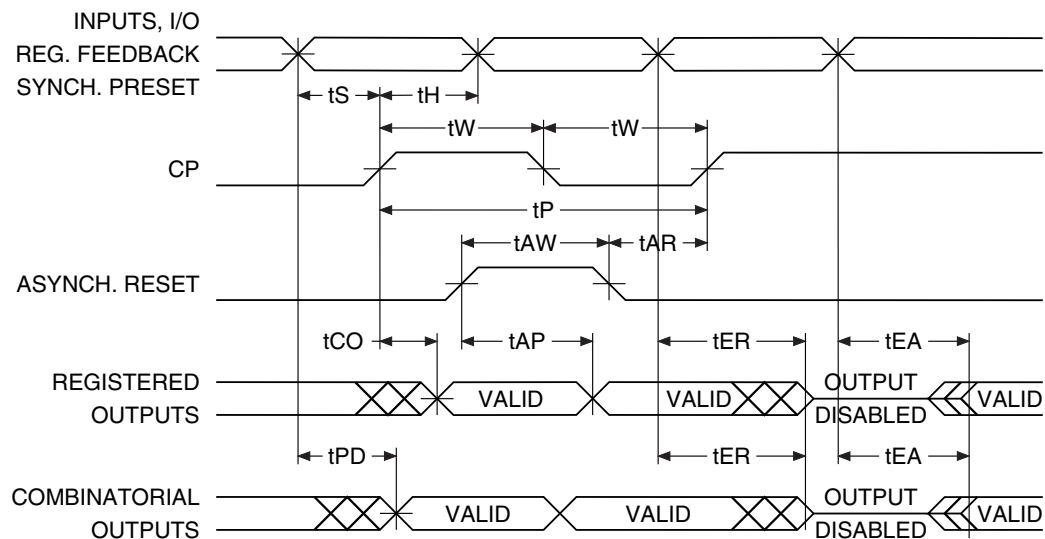 INPUTS, I/O
REG. FEEDBACK
SYNCH. PRESET
tS tH
tW tW
CP
tP
tAW tAR
ASYNCH. RESET
tCO tAP tER tEA
REGISTERED OUTPUT
VALID VALID VALID
OUTPUTS DISABLED
tPD tER tEA
COMBINATORIAL OUTPUT
VALID VALID VALID
OUTPUTS DISABLED